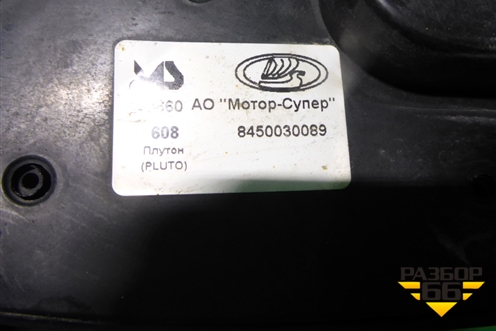 АО "Мотор-Супер"
608 8450030089
Плутон
(PLUTO)
РАЗБОР
66